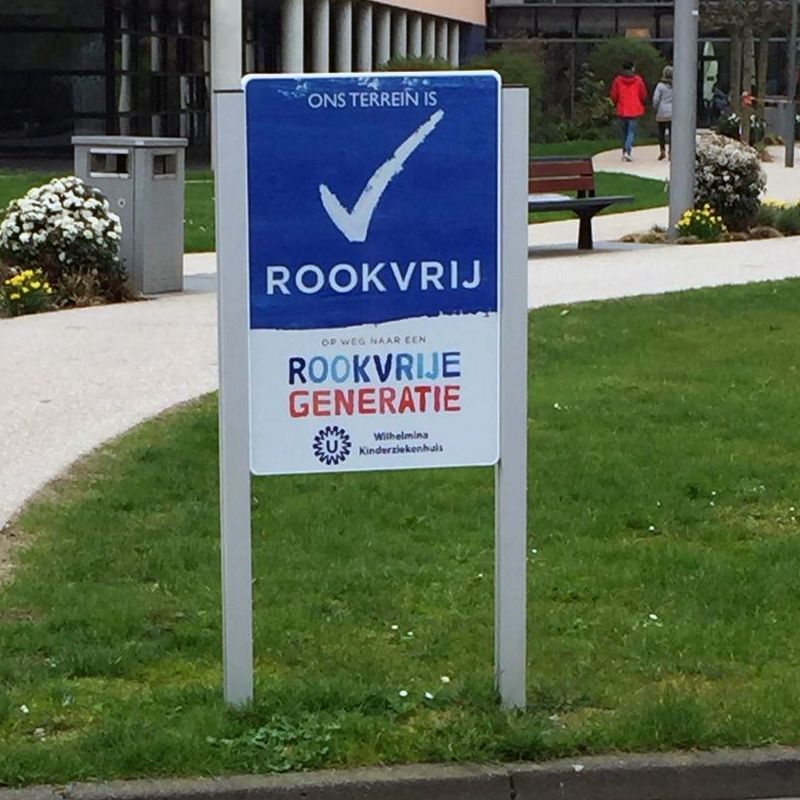 ONS TERREIN IS
ROOKVRIJ
OP WEG NAAR EEN
ROOKVRIJE
GENERATIE
U
Wilhelmina
Kinderziekenhuis